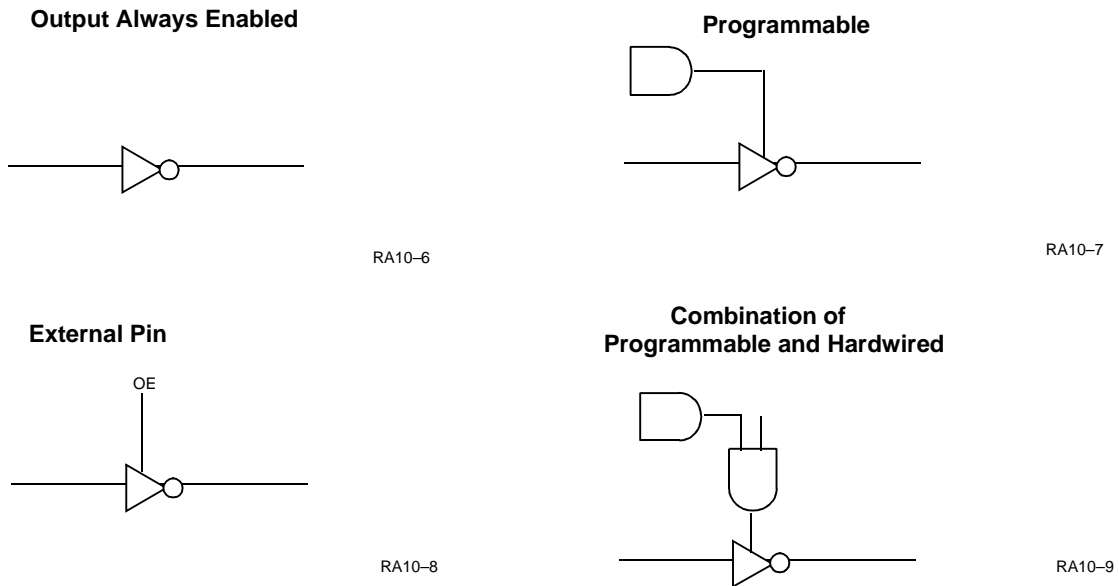 Output Always Enabled
Programmable
RA10–6
RA10–7
External Pin
Combination of
Programmable and Hardwired
OE
RA10–8
RA10–9